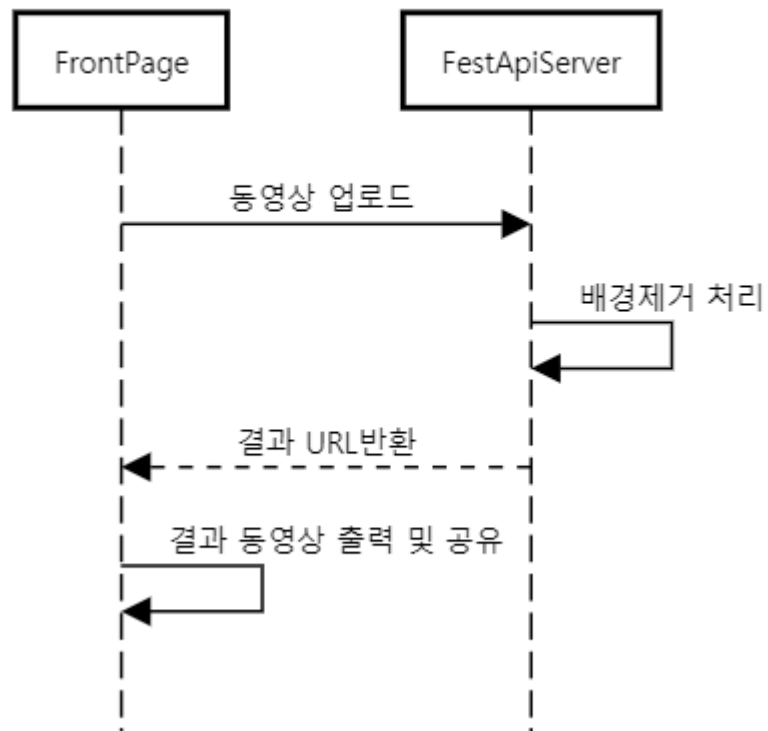 FrontPage
FestApiServer
동영상 업로드
배경제거 처리
결과 URL반환
결과 동영상 출력 및 공유